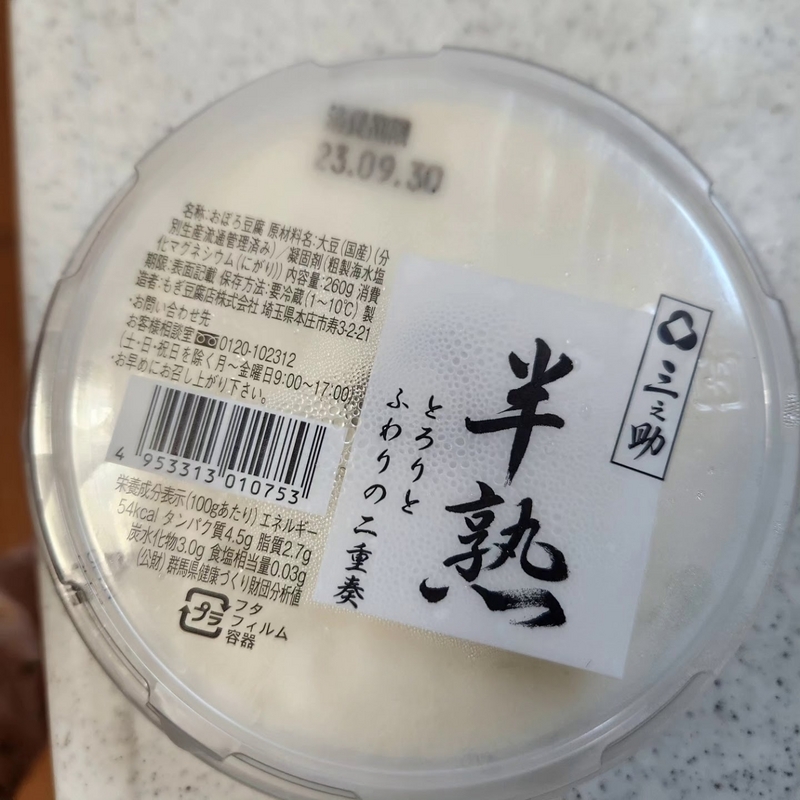 消費期限
23.09.30
名称:おぼろ豆腐 原材料名:大豆(国産)(分
別生産流通管理済み)/凝固剤(粗製海水塩
化マグネシウム(にがり)) 内容量:260g 消費
期限:表面記載 保存方法:要冷蔵(1～10℃) 製
造者:もぎ豆腐店株式会社 埼玉県本庄市寿3-2-21
・お問い合わせ先
お客様相談室 0120-102312
(土・日・祝日を除く月～金曜日9:00～17:00)
・お早めにお召し上がり下さい。
4 953313 010753
栄養成分表示(100gあたり) エネルギー
54kcal タンパク質4.5g 脂質2.7g
炭水化物3.0g 食塩相当量0.03g
(公財) 群馬県健康づくり財団分析値
プラ
フタ
フィルム
容器
三之助
半熟
とろりと
ふわりの二重奏